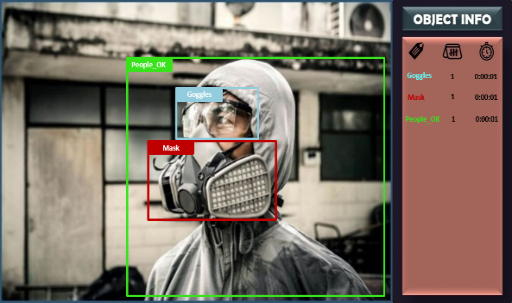 OBJECT INFO
People_OK
Goggles
Mask
Goggles 1 0:00:01
Mask 1 0:00:01
People_OK 1 0:00:01